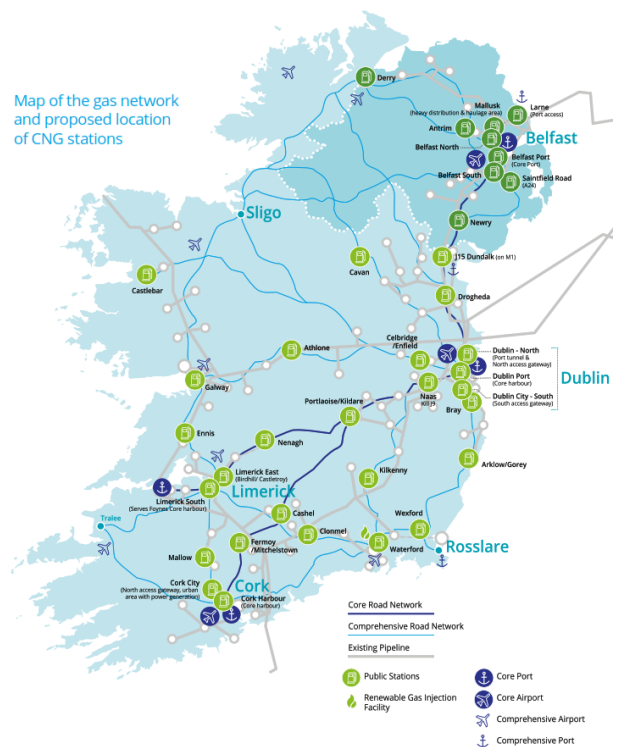 Map of the gas network
and proposed location
of CNG stations
Derry
Mallusk
(heavy distribution & haulage area)
Larne
(Port access)
Antrim
Belfast
Belfast North
Belfast Port
(Core Port)
Belfast South
Saintfield Road
(A24)
Sligo
Newry
J15 Dundalk (on M1)
Cavan
Castlebar
Drogheda
Celbridge
/Enfield
Athlone
Dublin - North
(Port tunnel &
North access gateway)
Dublin Port
(Core harbour)
Dublin
Galway
Naas
Kill J9
Dublin City - South
(South access gateway)
Portlaoise/Kildare
Bray
Ennis
Nenagh
Arklow/Gorey
Limerick East
(Birdhill/ Castletroy)
Kilkenny
Limerick
Limerick South
(Serves Foynes Core harbour)
Cashel
Wexford
Tralee
Clonmel
Fermoy
/Mitchelstown
Waterford
Rosslare
Mallow
Cork City
(North access gateway, urban
area with power generation)
Cork
Cork Harbour
(Core harbour)
Core Road Network
Comprehensive Road Network
Existing Pipeline
Public Stations
Core Port
Renewable Gas Injection
Facility
Core Airport
Comprehensive Airport
Comprehensive Port